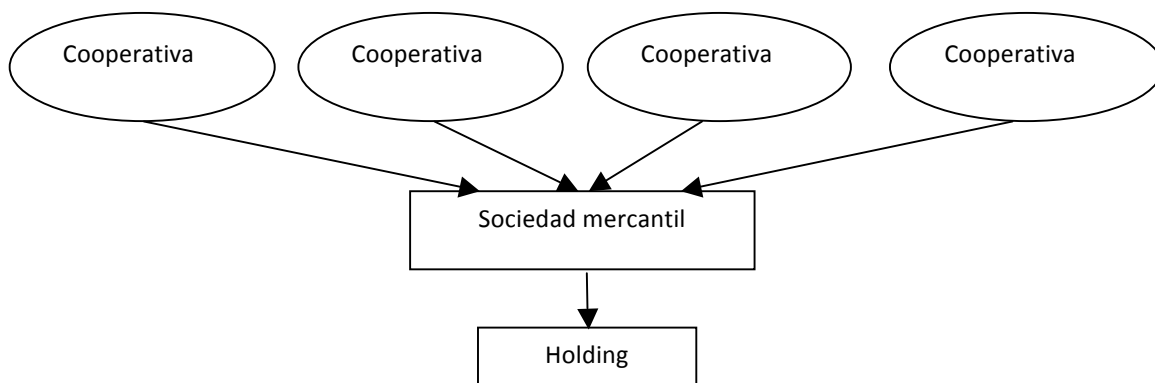 Cooperativa
Cooperativa
Cooperativa
Cooperativa
Sociedad mercantil
Holding